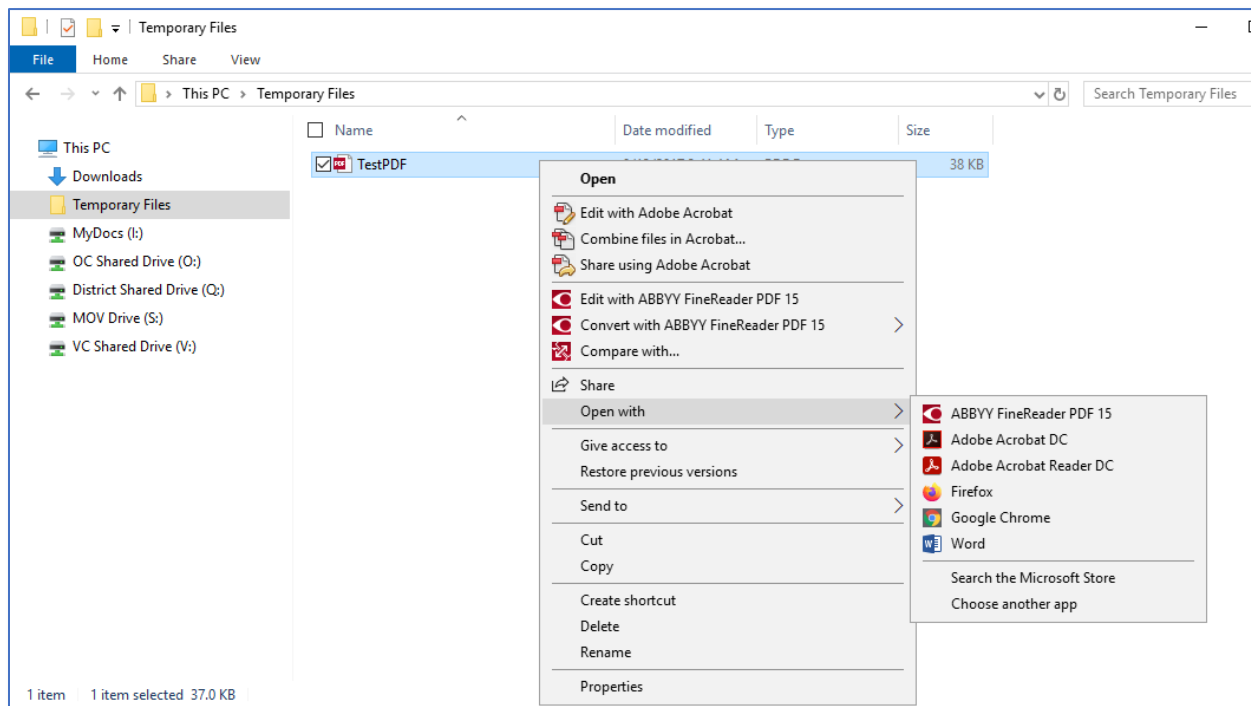 Temporary Files
File Home Share View
This PC > Temporary Files
Search Temporary Files
Name Date modified Type Size
This PC
Downloads
Temporary Files
MyDocs (I:)
OC Shared Drive (O:)
District Shared Drive (Q:)
MOV Drive (S:)
VC Shared Drive (V:)
TestPDF 38 KB
Open
Edit with Adobe Acrobat
Combine files in Acrobat...
Share using Adobe Acrobat
Edit with ABBYY FineReader PDF 15
Convert with ABBYY FineReader PDF 15
Compare with...
Share
Open with
Give access to
Restore previous versions
Send to
Cut
Copy
Create shortcut
Delete
Rename
Properties
ABBYY FineReader PDF 15
Adobe Acrobat DC
Adobe Acrobat Reader DC
Firefox
Google Chrome
Word
Search the Microsoft Store
Choose another app
1 item 1 item selected 37.0 KB